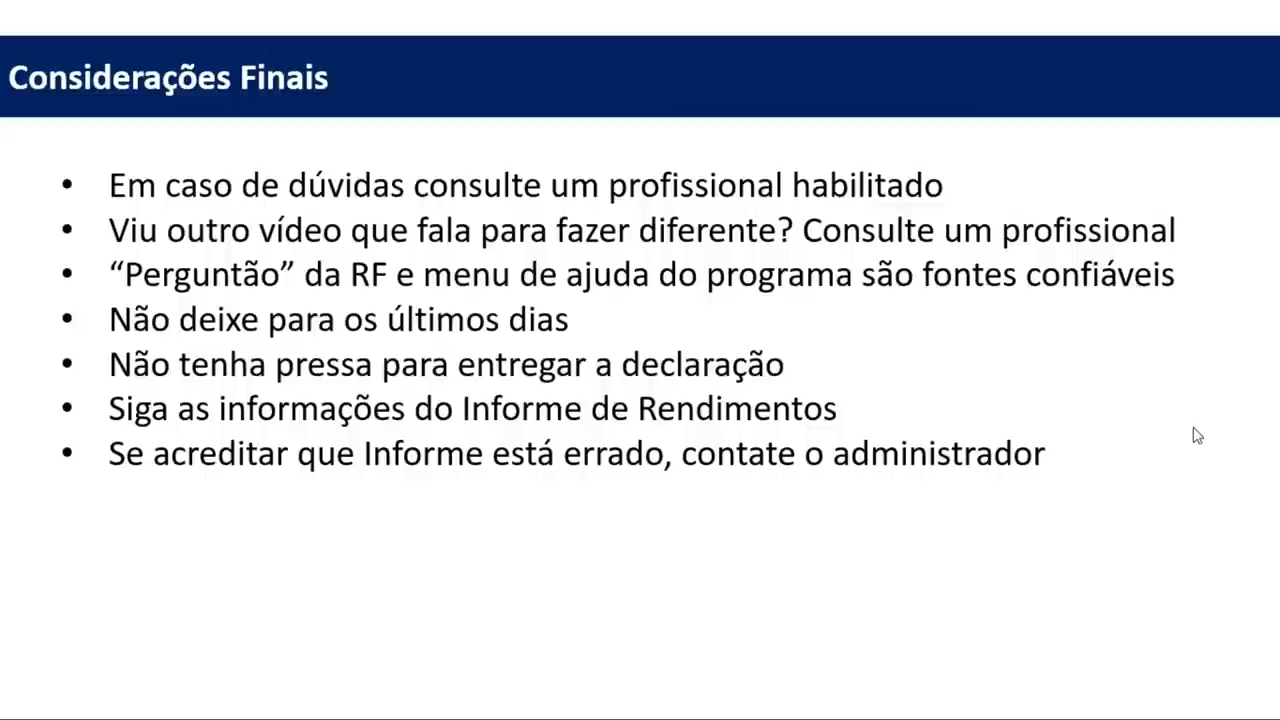 Considerações Finais
• Em caso de dúvidas consulte um profissional habilitado
• Viu outro vídeo que fala para fazer diferente? Consulte um profissional
• “Perguntão” da RF e menu de ajuda do programa são fontes confiáveis
• Não deixe para os últimos dias
• Não tenha pressa para entregar a declaração
• Siga as informações do Informe de Rendimentos
• Se acreditar que Informe está errado, contate o administrador